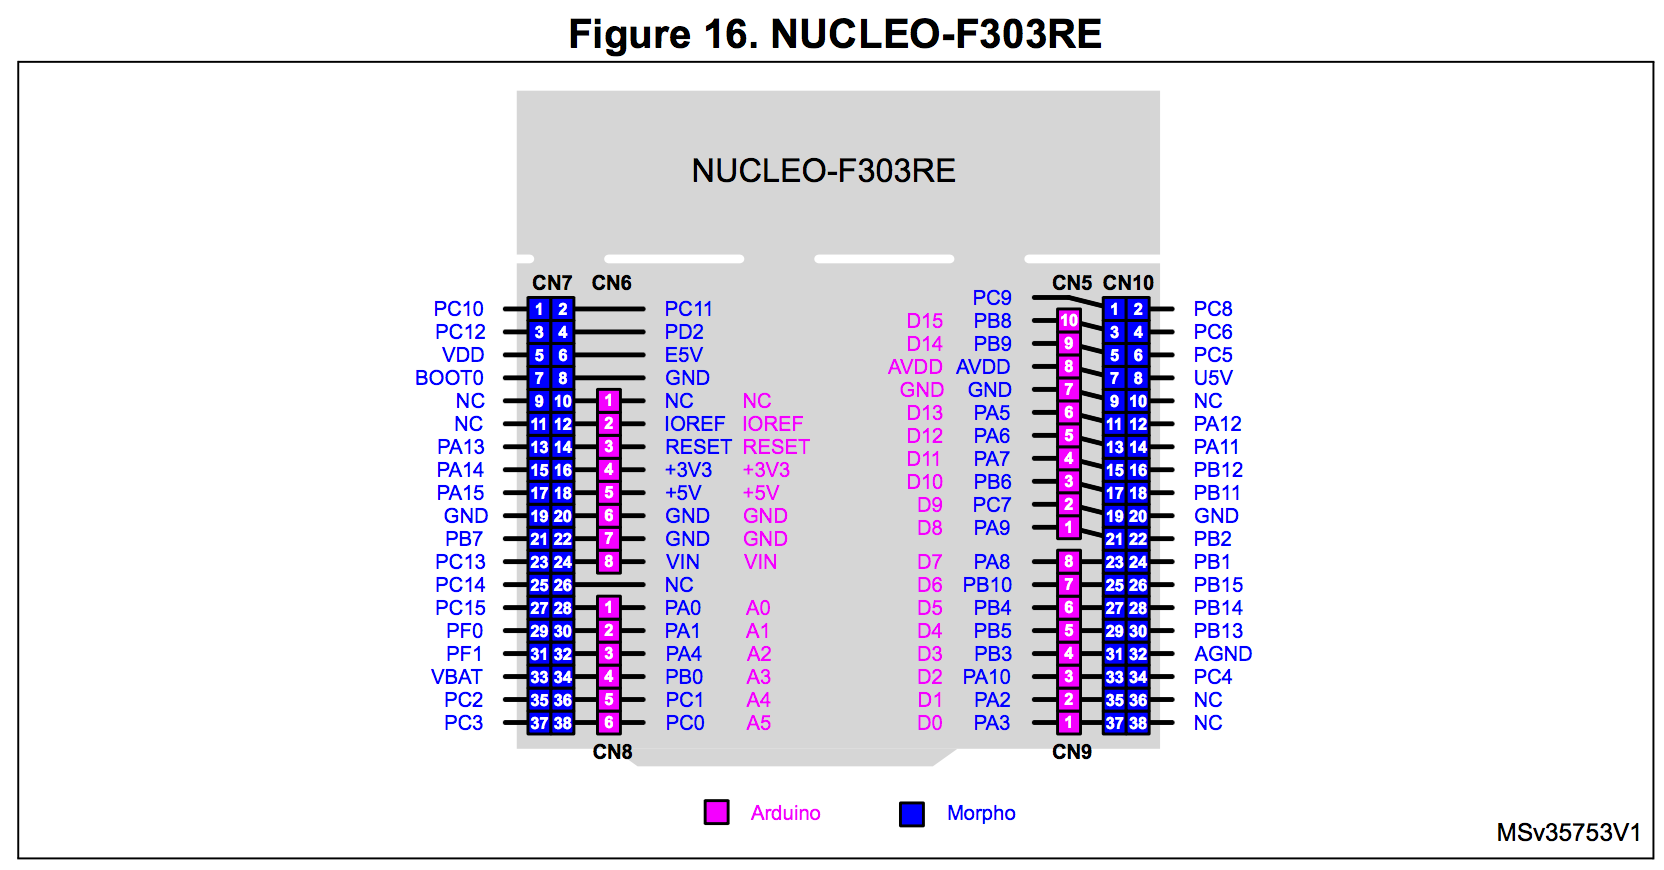 Figure 16. NUCLEO-F303RE
NUCLEO-F303RE
CN7 CN6 CN5 CN10
PC9
PC10 1 2 PC11 1 2 PC8
D15 PB8 10
PC12 3 4 PD2 3 4 PC6
D14 PB9 9
VDD 5 6 E5V 5 6 PC5
AVDD AVDD 8
BOOT0 7 8 GND 7 8 U5V
GND GND 7
NC 9 10 1 NC NC 9 10 NC
D13 PA5 6
NC 11 12 2 IOREF IOREF 11 12 PA12
D12 PA6 5
PA13 13 14 3 RESET RESET 13 14 PA11
D11 PA7 4
PA14 15 16 4 +3V3 +3V3 15 16 PB12
D10 PB6 3
PA15 17 18 5 +5V +5V 17 18 PB11
D9 PC7 2
GND 19 20 6 GND GND 19 20 GND
D8 PA9 1
PB7 21 22 7 GND GND 21 22 PB2
PC13 23 24 8 VIN VIN D7 PA8 8 23 24 PB1
PC14 25 26 NC D6 PB10 7 25 26 PB15
PC15 27 28 1 PA0 A0 D5 PB4 6 27 28 PB14
PF0 29 30 2 PA1 A1 D4 PB5 5 29 30 PB13
PF1 31 32 3 PA4 A2 D3 PB3 4 31 32 AGND
VBAT 33 34 4 PB0 A3 D2 PA10 3 33 34 PC4
PC2 35 36 5 PC1 A4 D1 PA2 2 35 36 NC
PC3 37 38 6 PC0 A5 D0 PA3 1 37 38 NC
CN8 CN9
Arduino Morpho
MSv35753V1